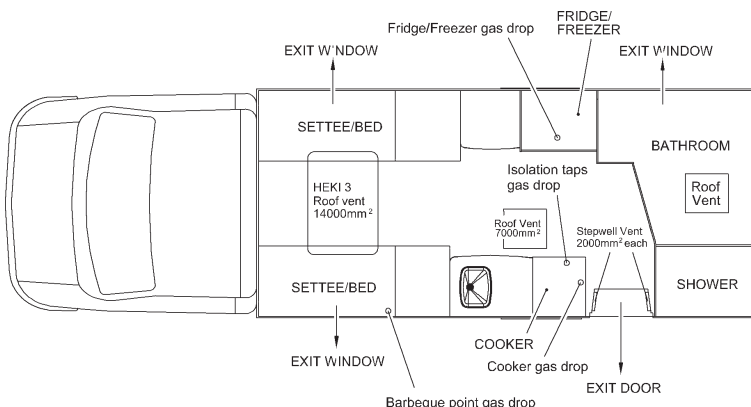 FRIDGE/
FREEZER
Fridge/Freezer gas drop
EXIT WINDOW
EXIT WINDOW
SETTEE/BED
BATHROOM
Isolation taps
gas drop
HEKI 3
Roof vent
14000mm²
Roof
Vent
Roof Vent
7000mm²
Stepwell Vent
2000mm² each
SETTEE/BED
SHOWER
COOKER
EXIT WINDOW
Cooker gas drop
EXIT DOOR
Barbeque point gas drop